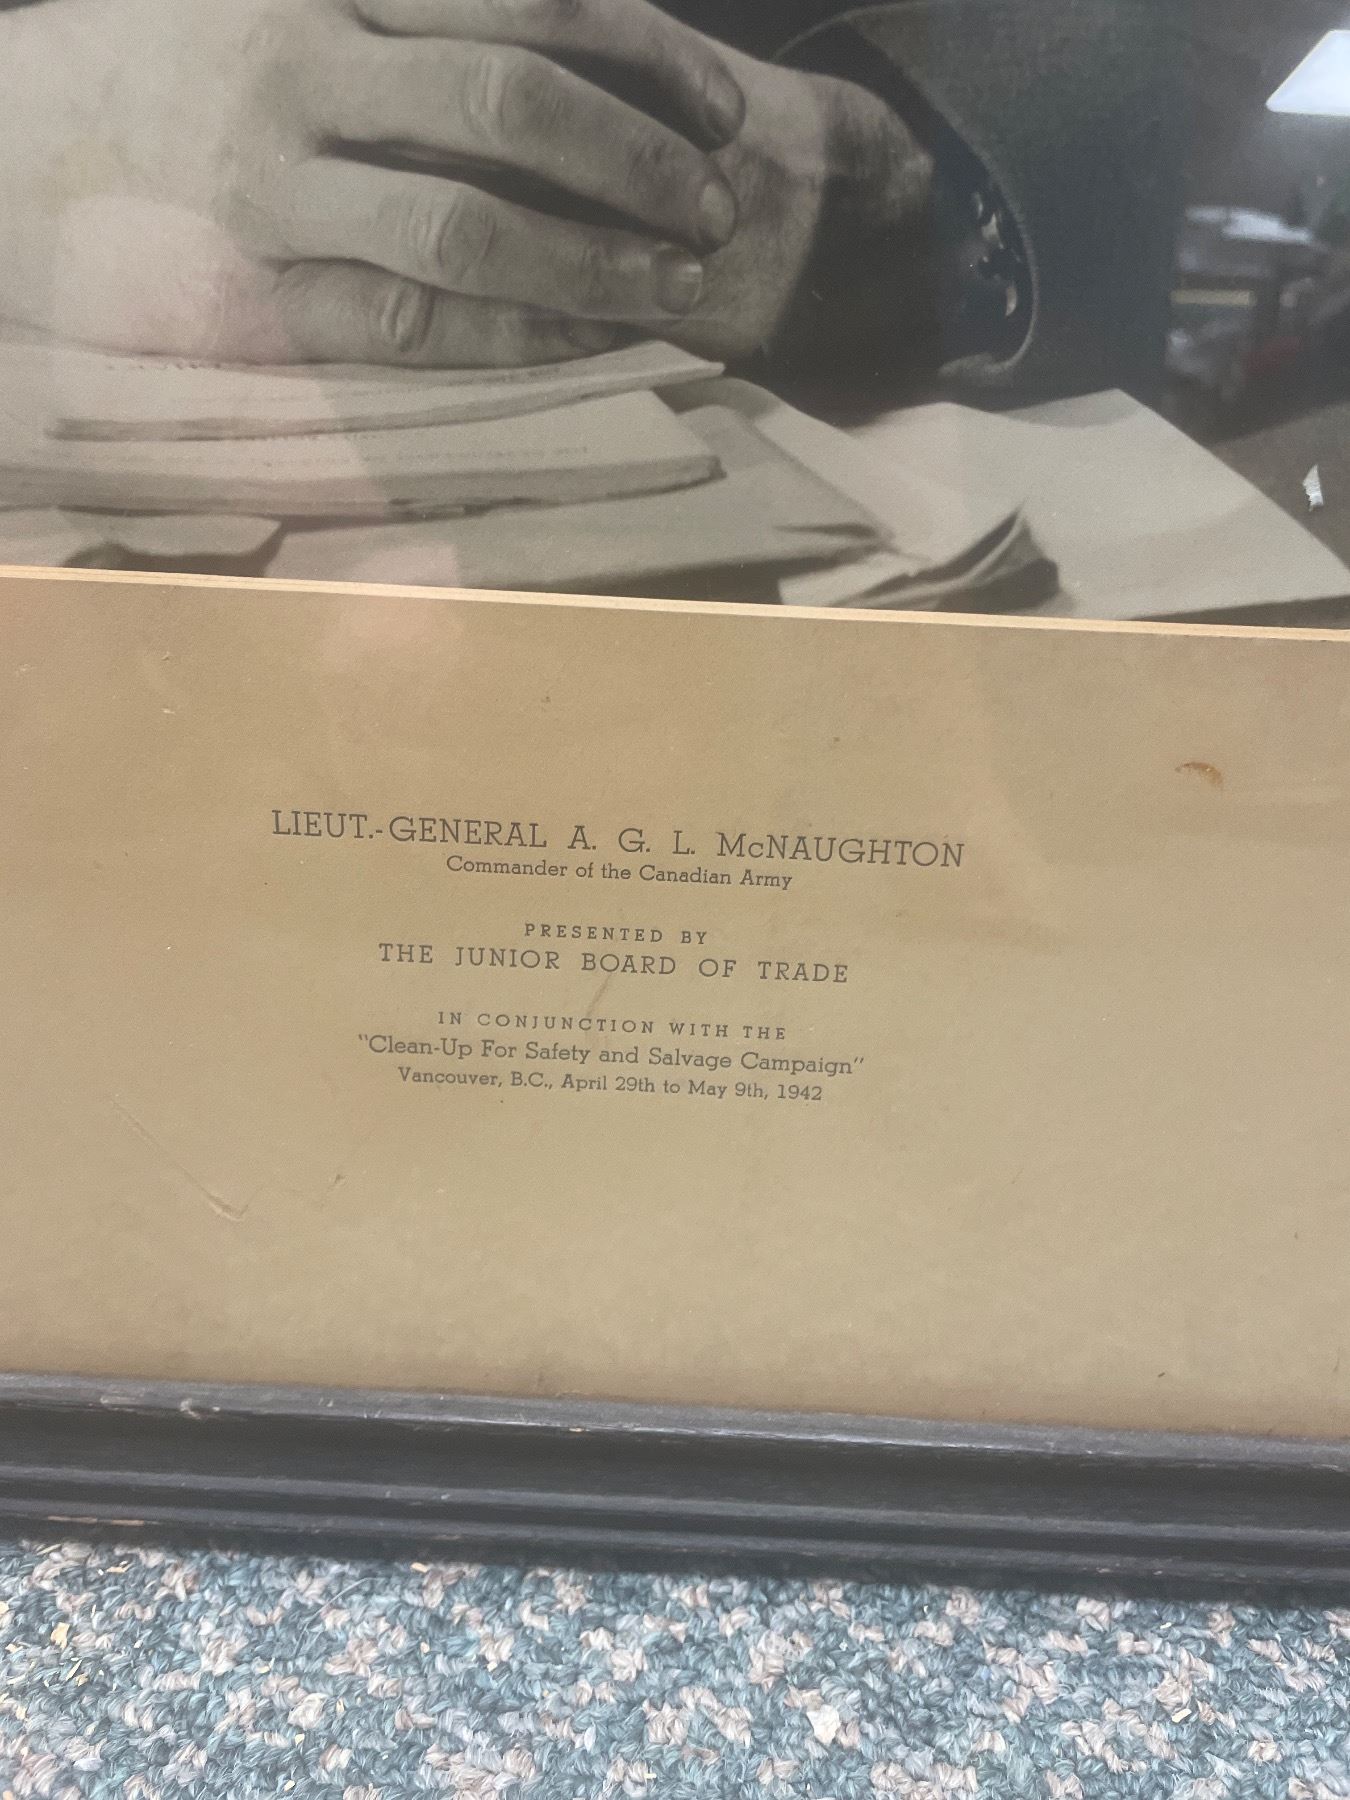 LIEUT.-GENERAL A. G. L. McNAUGHTON
Commander of the Canadian Army
PRESENTED BY
THE JUNIOR BOARD OF TRADE
IN CONJUNCTION WITH THE
"Clean-Up For Safety and Salvage Campaign"
Vancouver, B.C., April 29th to May 9th, 1942